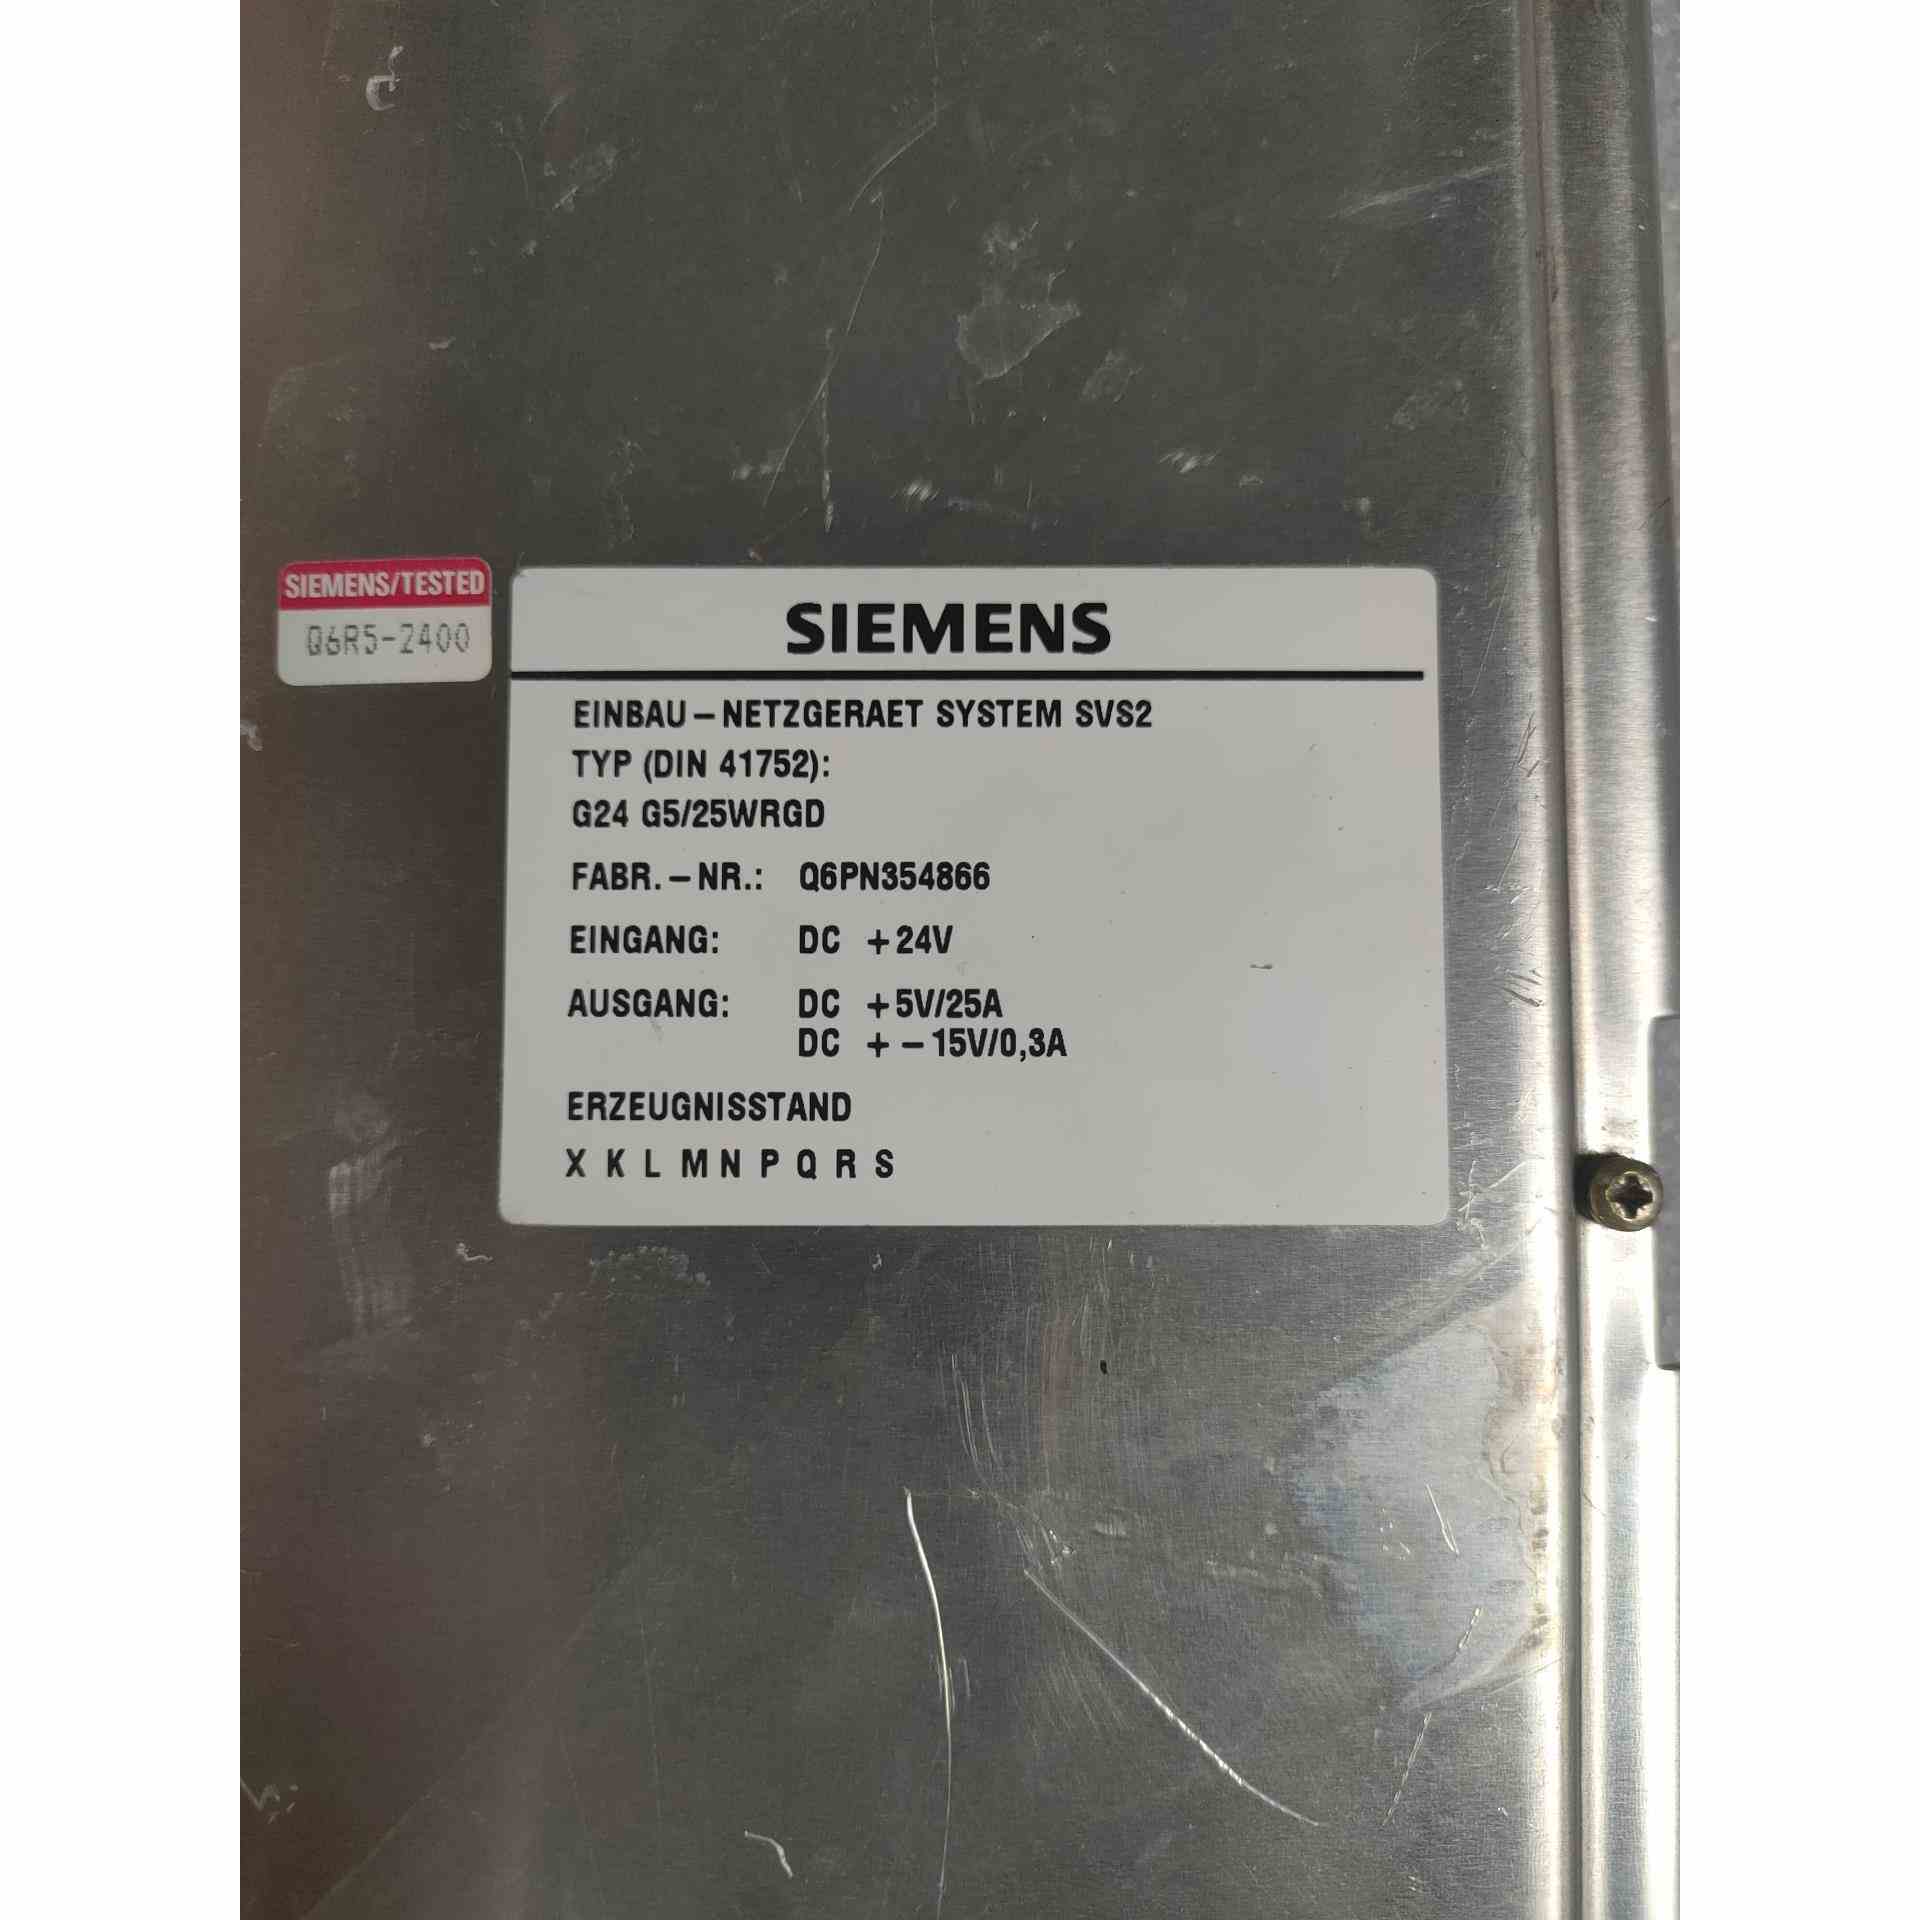 SIEMENS/TESTED
Q6R5-2400
SIEMENS
EINBAU-NETZGERAET SYSTEM SVS2
TYP (DIN 41752):
G24 G5/25WRGD
FABR.-NR.: Q6PN354866
EINGANG: DC +24V
AUSGANG: DC +5V/25A
DC +-15V/0,3A
ERZEUGNISSTAND
X K L M N P Q R S